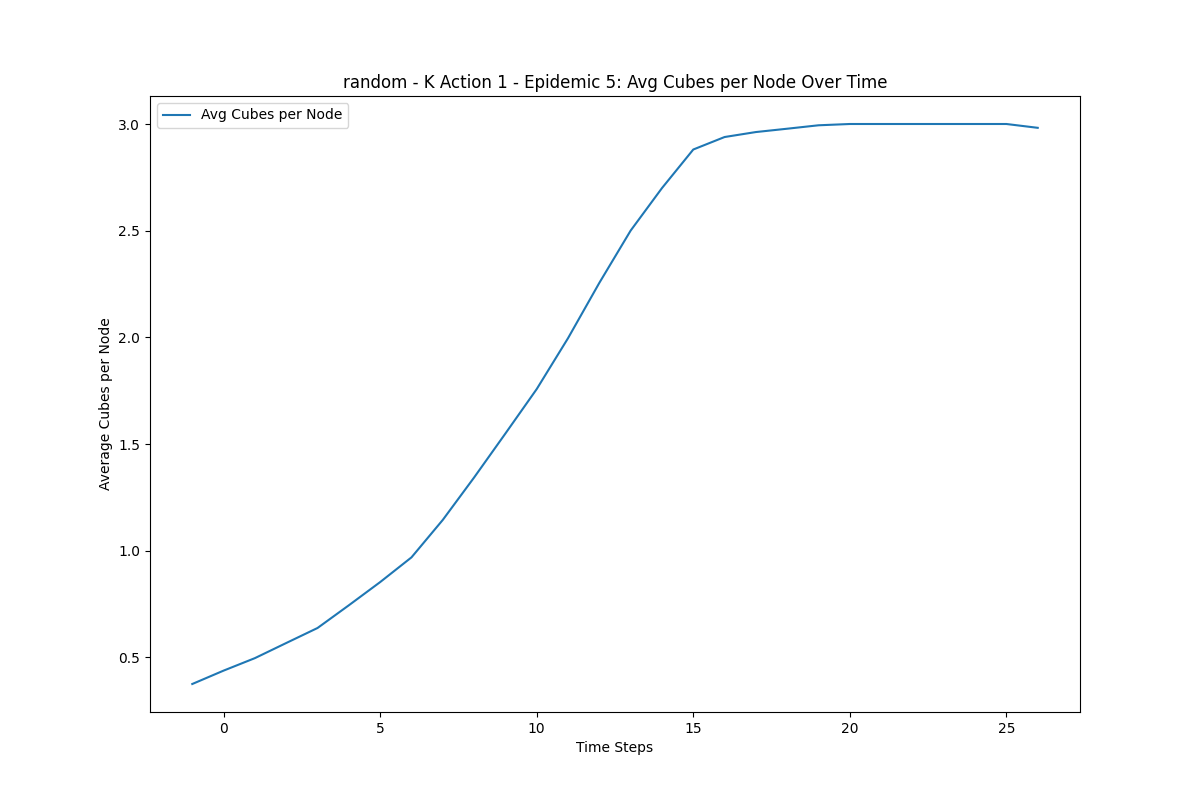 random - K Action 1 - Epidemic 5: Avg Cubes per Node Over Time
Avg Cubes per Node
3.0
2.5
2.0
1.5
1.0
0.5
Average Cubes per Node
0 5 10 15 20 25
Time Steps